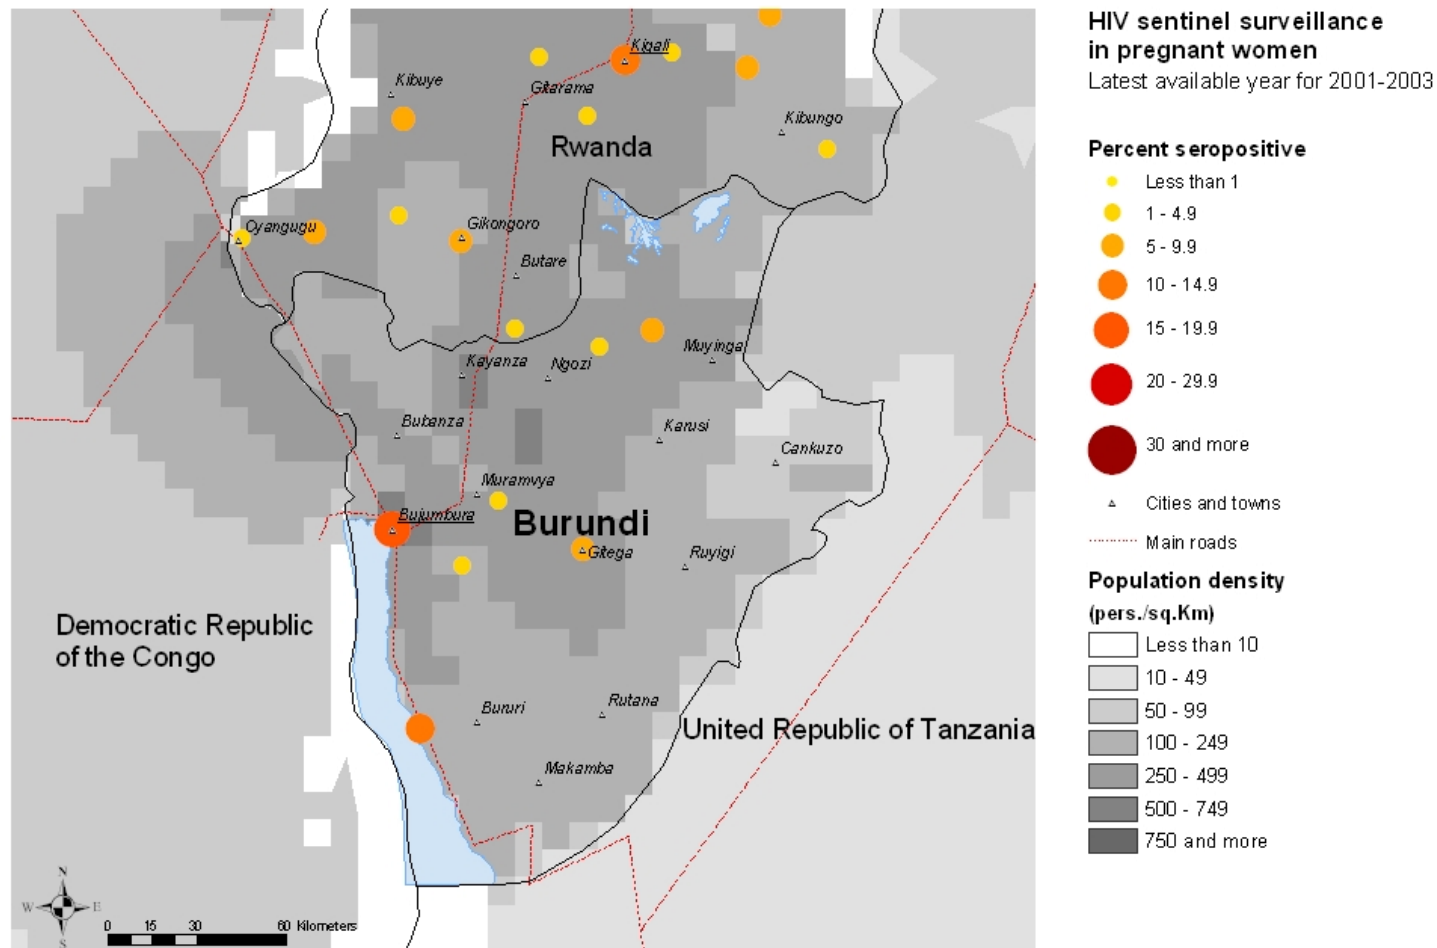 HIV sentinel surveillance
in pregnant women
Latest available year for 2001-2003
Percent seropositive
Less than 1
1 - 4.9
5 - 9.9
10 - 14.9
15 - 19.9
20 - 29.9
30 and more
Cities and towns
Main roads
Population density
(pers./sq.Km)
Less than 10
10 - 49
50 - 99
100 - 249
250 - 499
500 - 749
750 and more
Kigali
Kibuye
Gitarama
Kibungo
Rwanda
Cyangugu
Gikongoro
Butare
Kayanza
Ngozi
Muyinga
Bubanza
Karusi
Cankuzo
Muramvya
Bujumbura
Burundi
Gitega
Ruyigi
Democratic Republic
of the Congo
Bururi
Rutana
United Republic of Tanzania
Makamba
N
W E
S
0 15 30 60 Kilometers